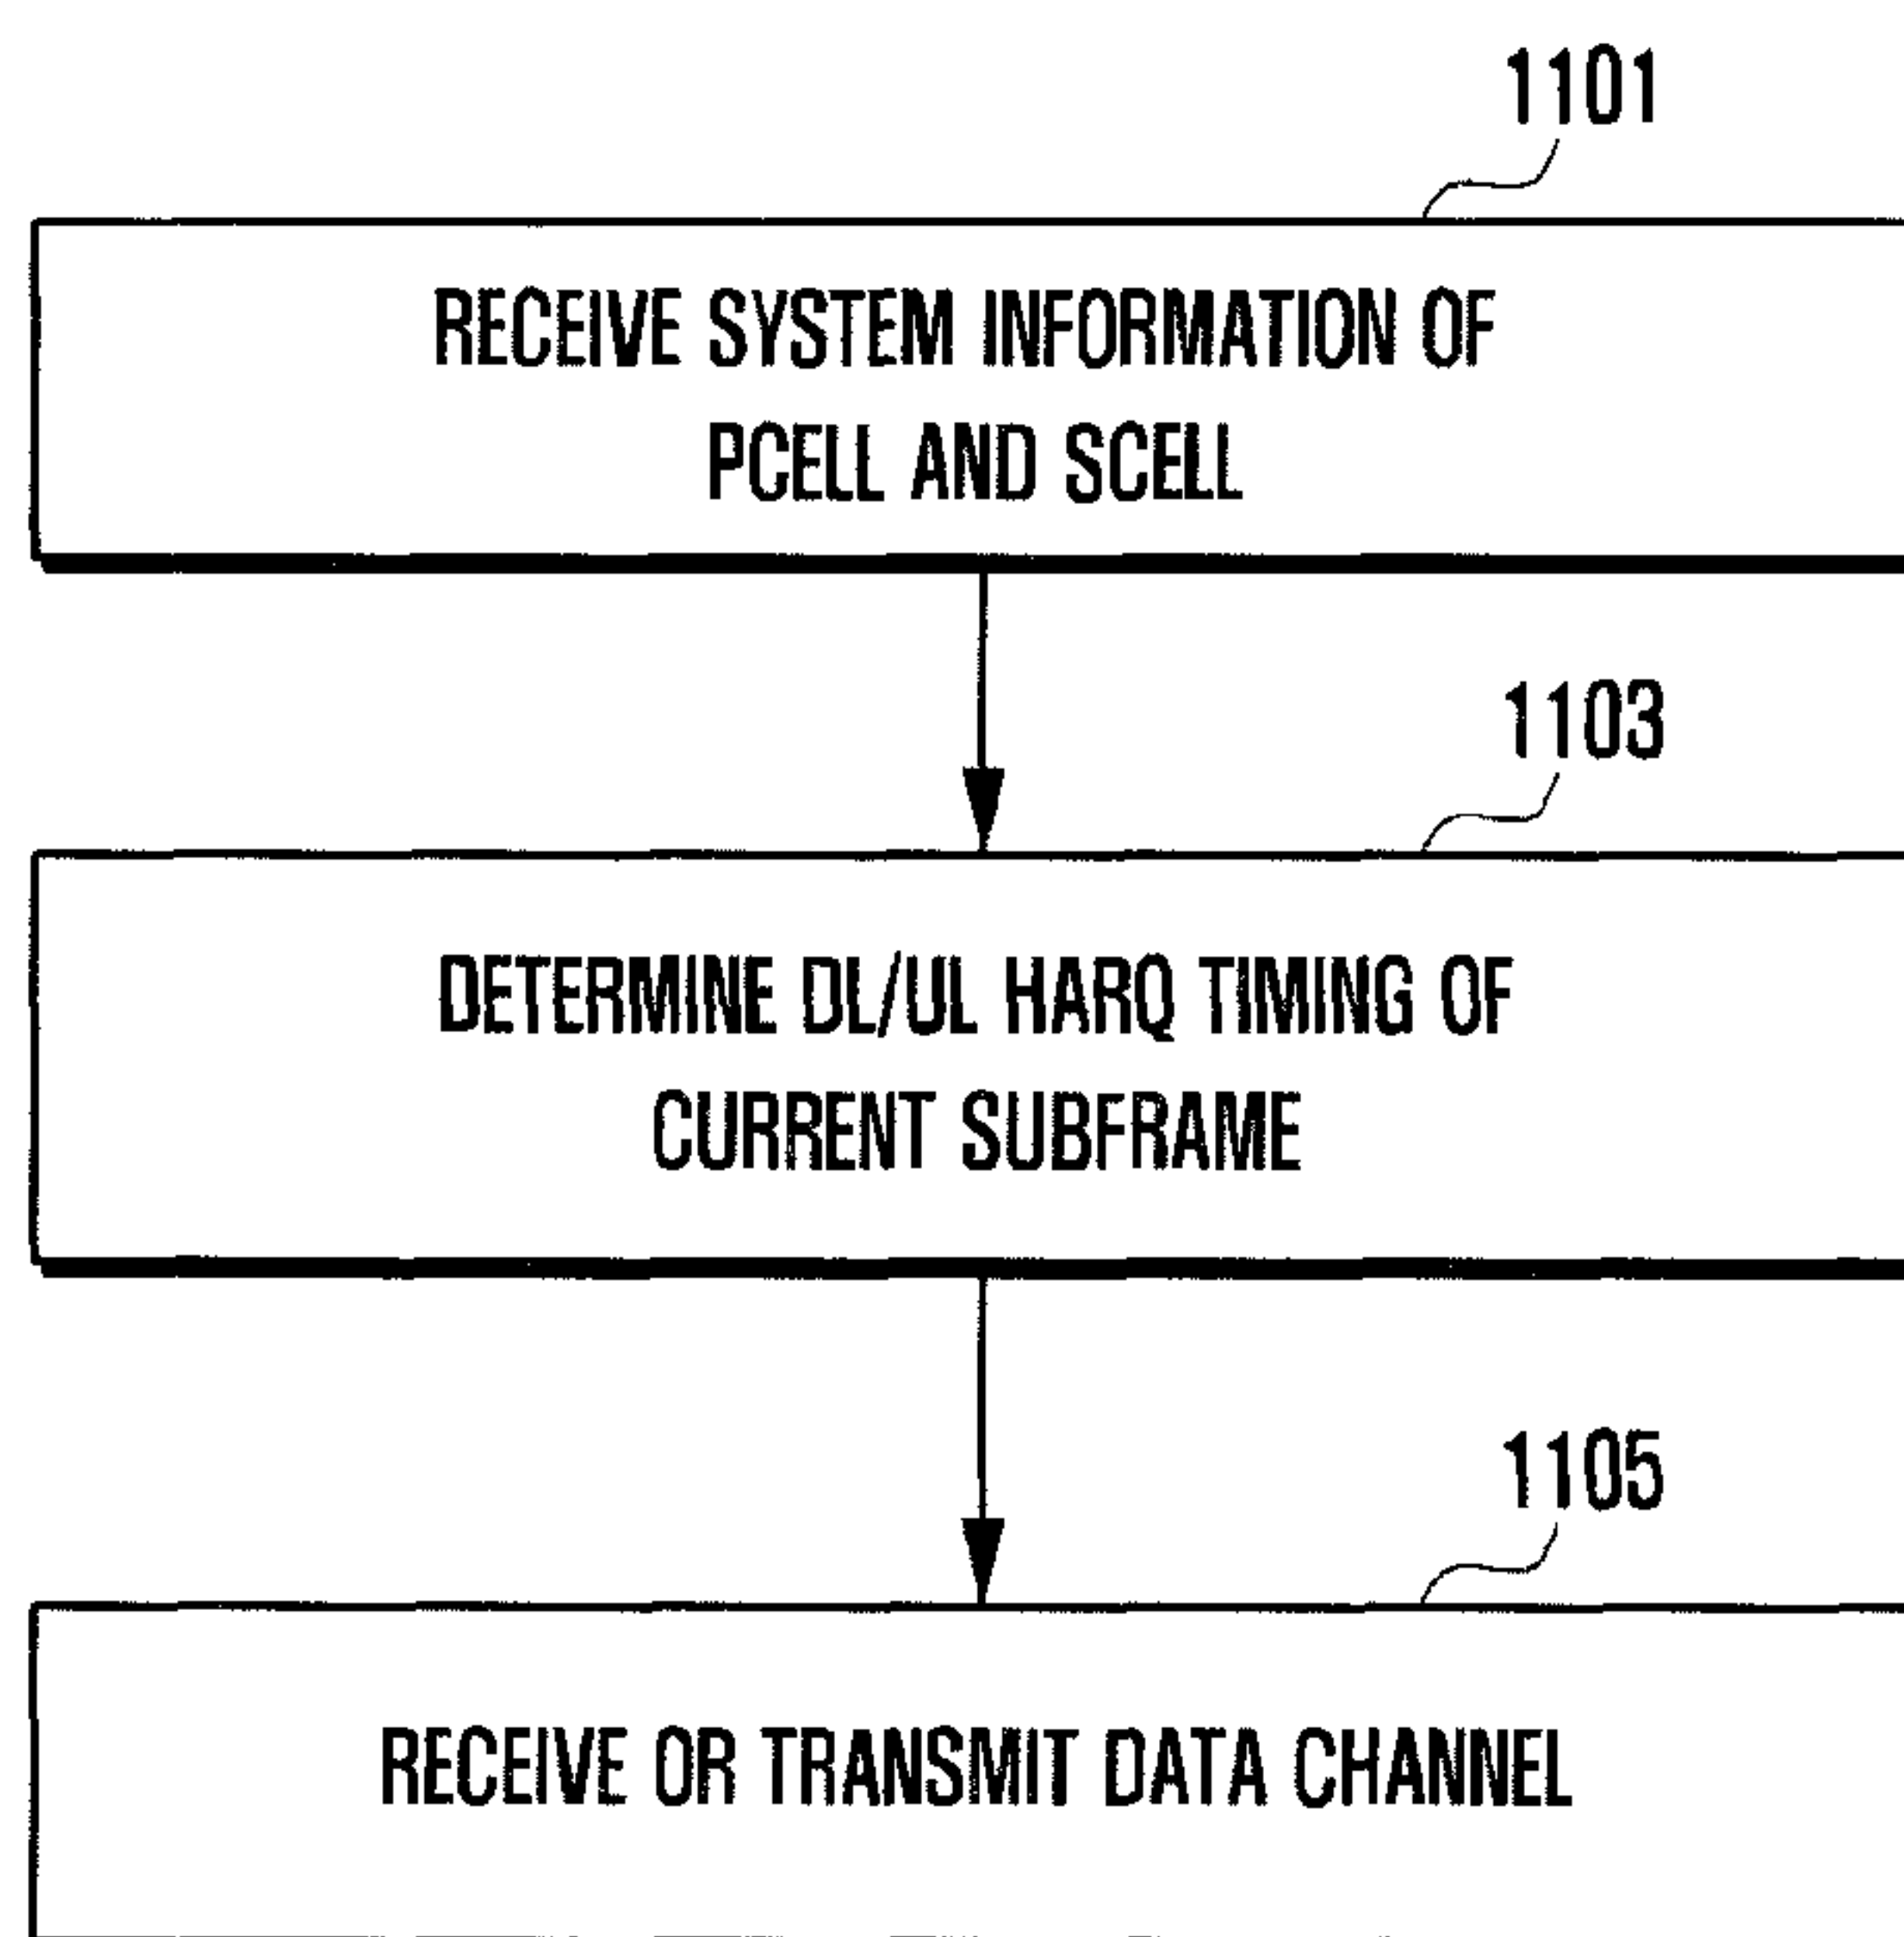 1101
RECEIVE SYSTEM INFORMATION OF
PCELL AND SCELL
1103
DETERMINE DL/UL HARQ TIMING OF
CURRENT SUBFRAME
1105
RECEIVE OR TRANSMIT DATA CHANNEL